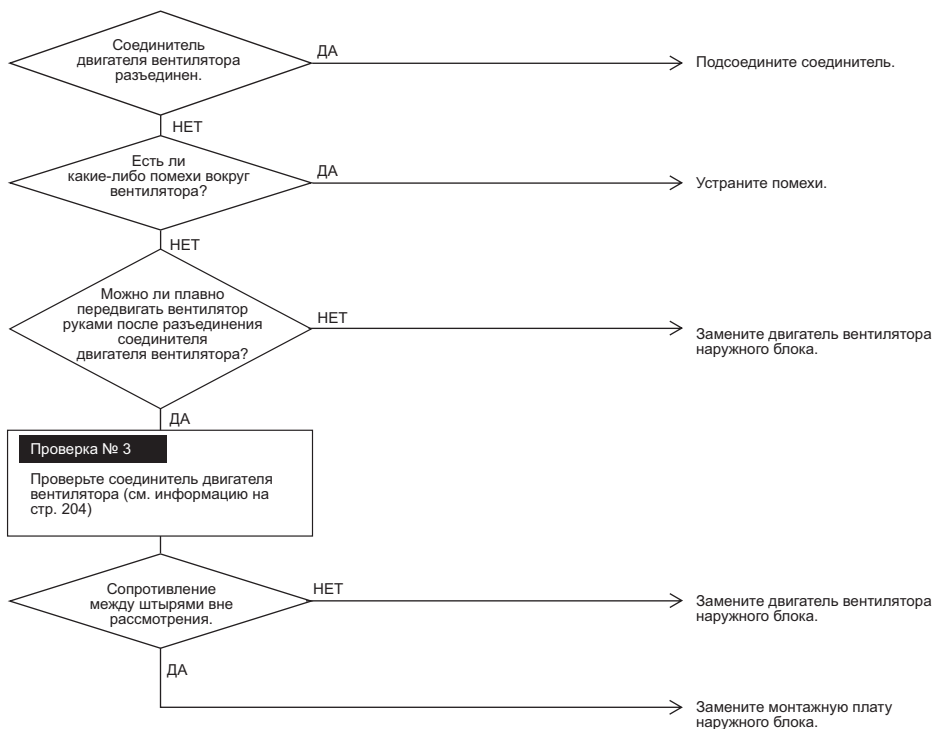 Соединитель
двигателя вентилятора
разъединен.
ДА
Подсоедините соединитель.
НЕТ
Есть ли
какие-либо помехи вокруг
вентилятора?
ДА
Устраните помехи.
НЕТ
Можно ли плавно
передвигать вентилятор
руками после разъединения
соединителя
двигателя вентилятора?
НЕТ
Замените двигатель вентилятора
наружного блока.
ДА
Проверка № 3
Проверьте соединитель двигателя
вентилятора (см. информацию на
стр. 204)
Сопротивление
между штырями вне
рассмотрения.
НЕТ
Замените двигатель вентилятора
наружного блока.
ДА
Замените монтажную плату
наружного блока.